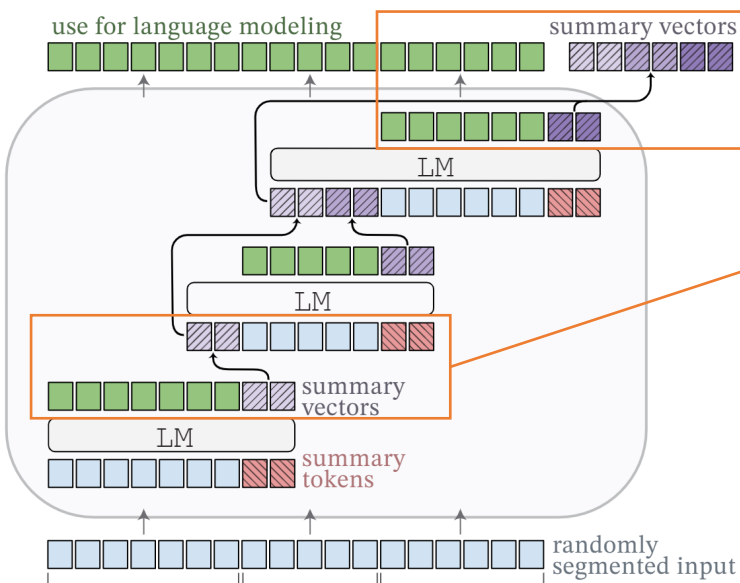 use for language modeling
summary vectors
LM
LM
summary
vectors
LM
summary
tokens
randomly
segmented input